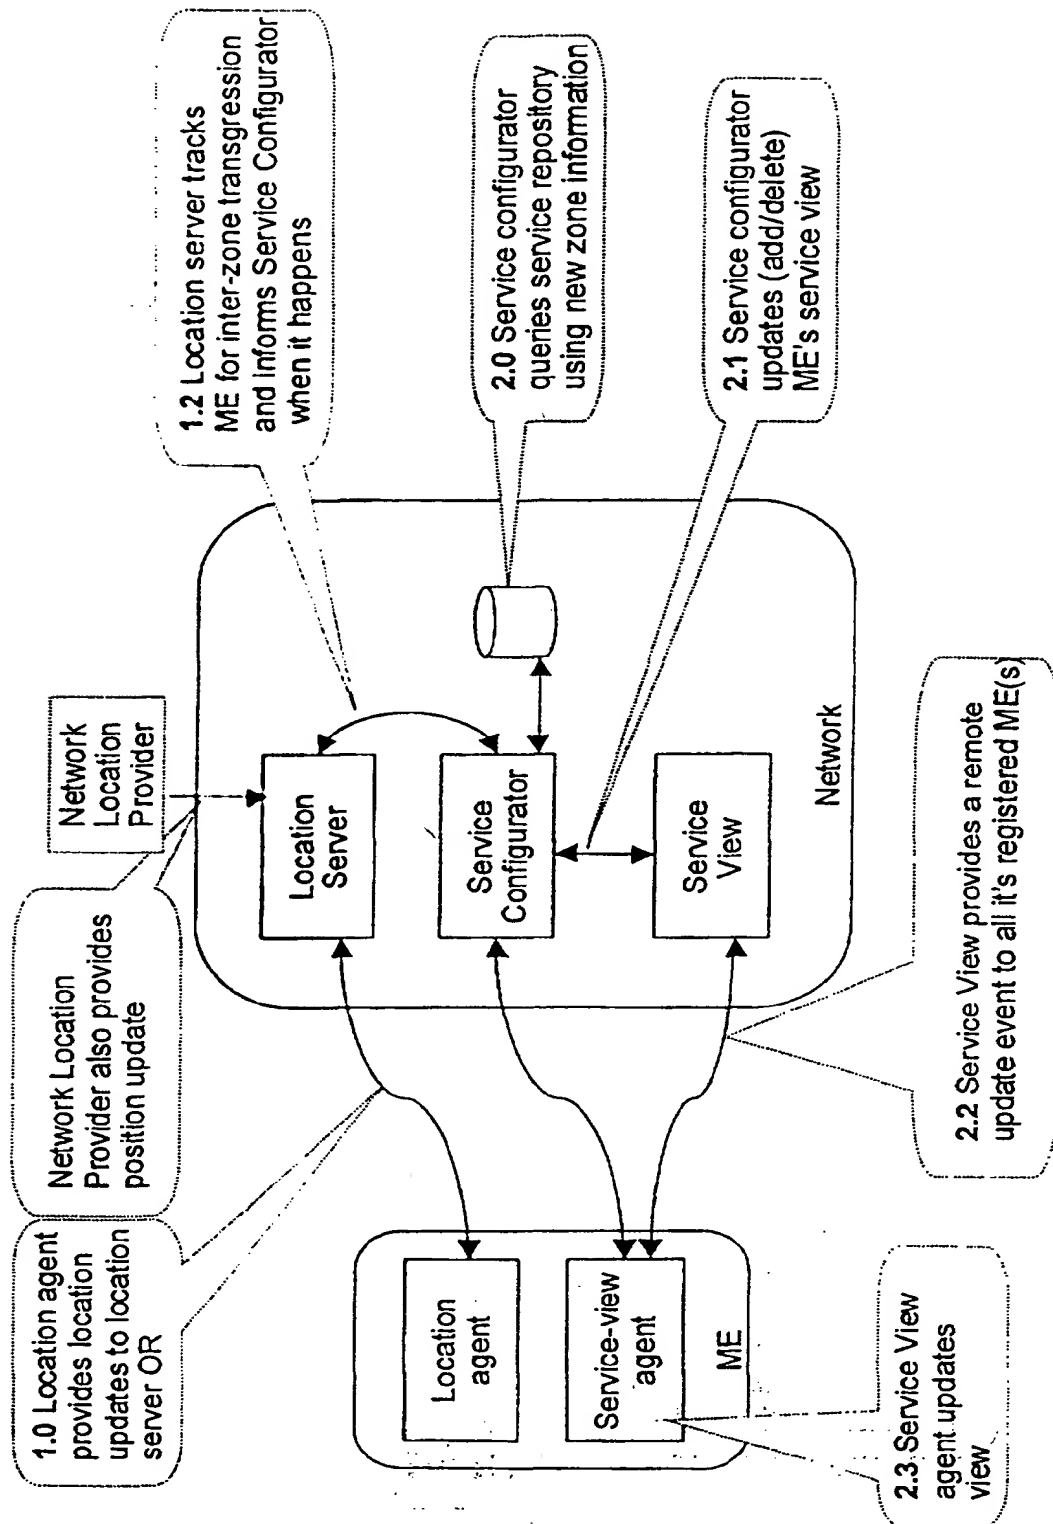 1.0 Location agent
provides location
updates to location
server OR
Network Location
Provider also provides
position update
Network
Location
Provider
1.2 Location server tracks
ME for inter-zone transgression
and informs Service Configurator
when it happens
Location
Server
Service
Configurator
Service
View
Network
2.0 Service configurator
queries service repository
using new zone information
2.1 Service configurator
updates (add/delete)
ME's service view
Location
agent
Service-view
agent
ME
2.2 Service View provides a remote
update event to all it's registered ME(s)
2.3 Service View
agent updates
view